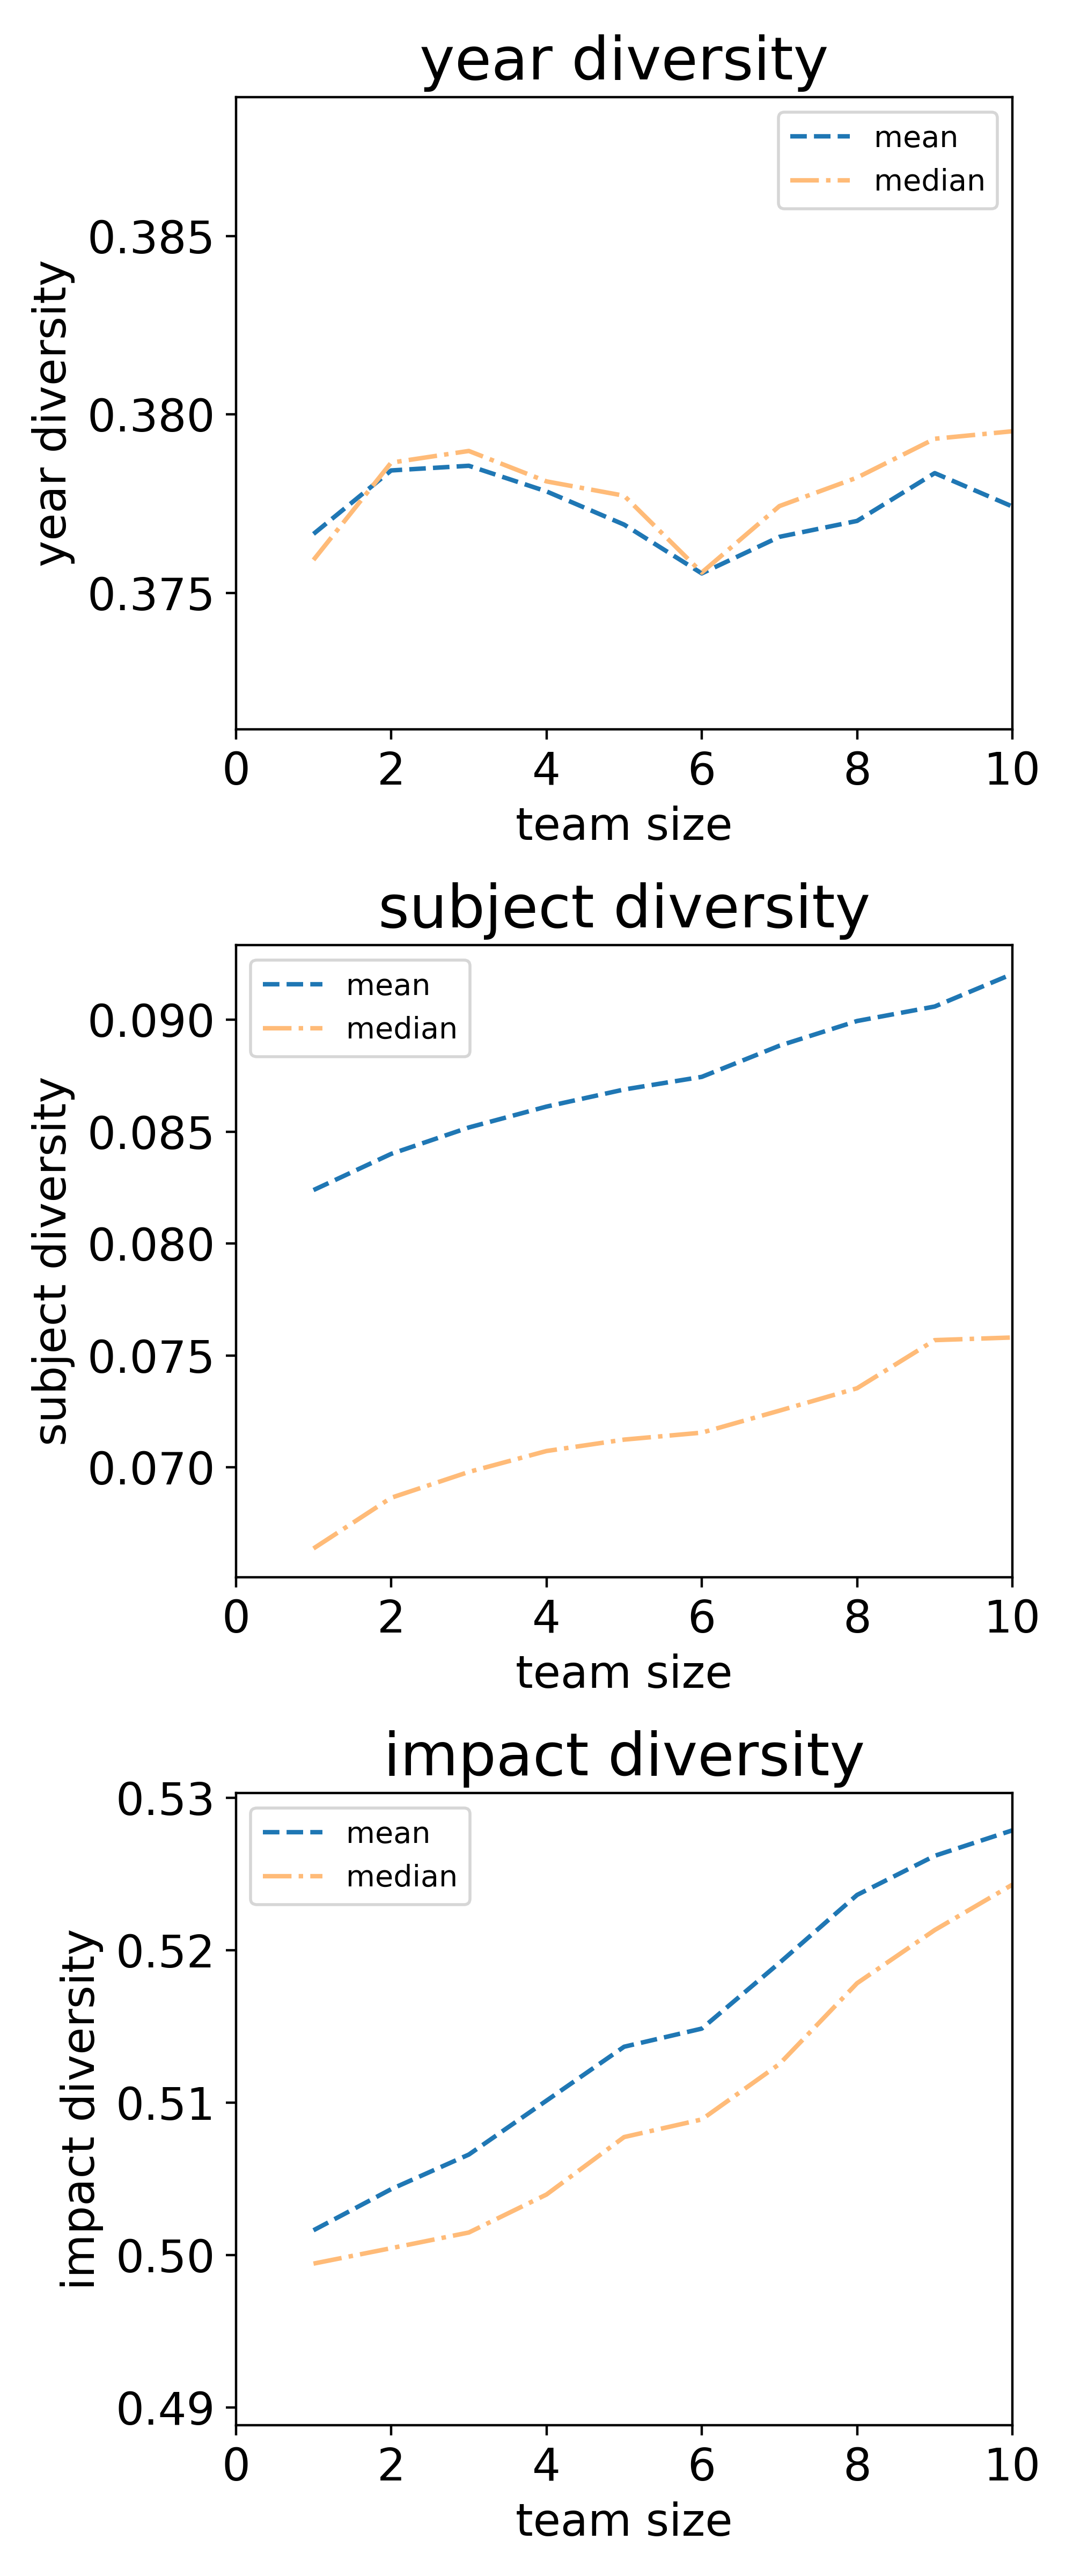 year diversity
mean
median
year diversity
0.385
0.380
0.375
0 2 4 6 8 10
team size
subject diversity
mean
median
subject diversity
0.090
0.085
0.080
0.075
0.070
0 2 4 6 8 10
team size
impact diversity
mean
median
impact diversity
0.53
0.52
0.51
0.50
0.49
0 2 4 6 8 10
team size